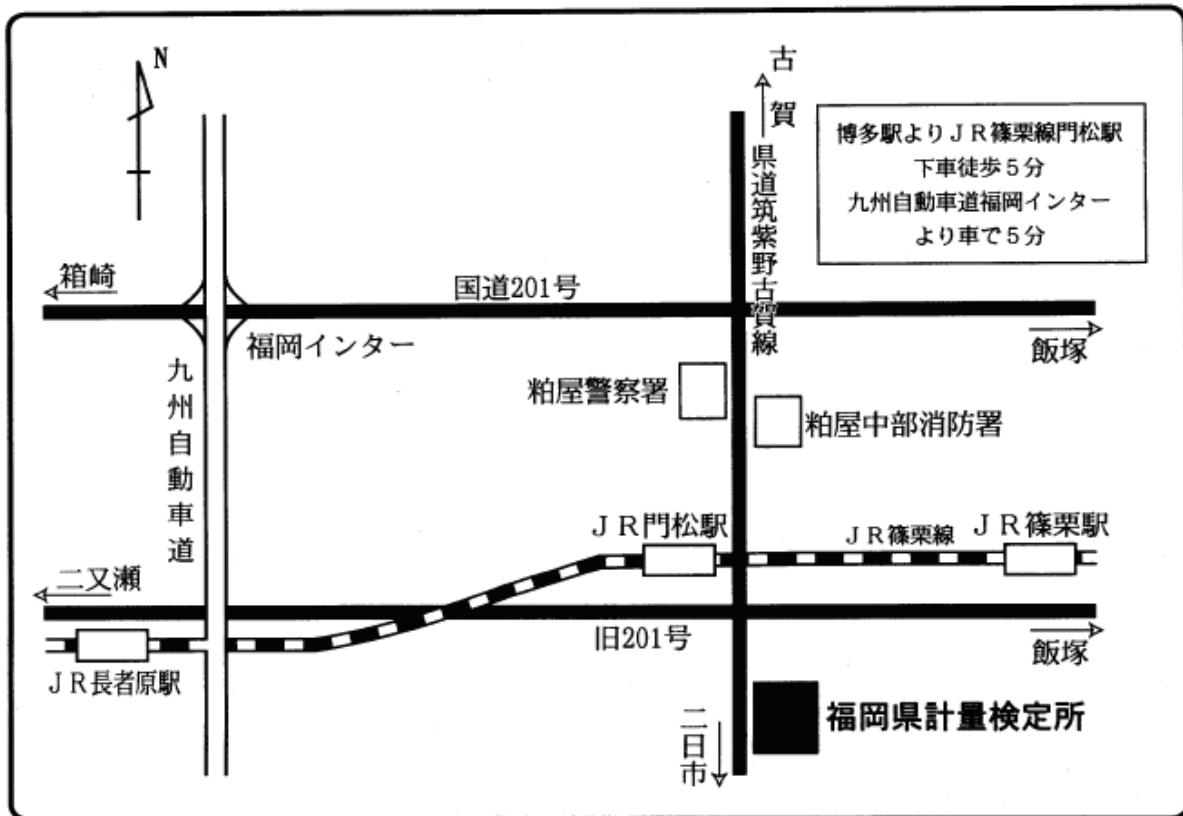 N
古賀
県道筑紫野古賀線
博多駅よりＪＲ篠栗線門松駅
下車徒歩５分
九州自動車道福岡インター
より車で５分
箱崎
国道201号
飯塚
福岡インター
九州自動車道
粕屋警察署
粕屋中部消防署
ＪＲ門松駅
ＪＲ篠栗線
ＪＲ篠栗駅
二又瀬
旧201号
飯塚
ＪＲ長者原駅
二日市
福岡県計量検定所